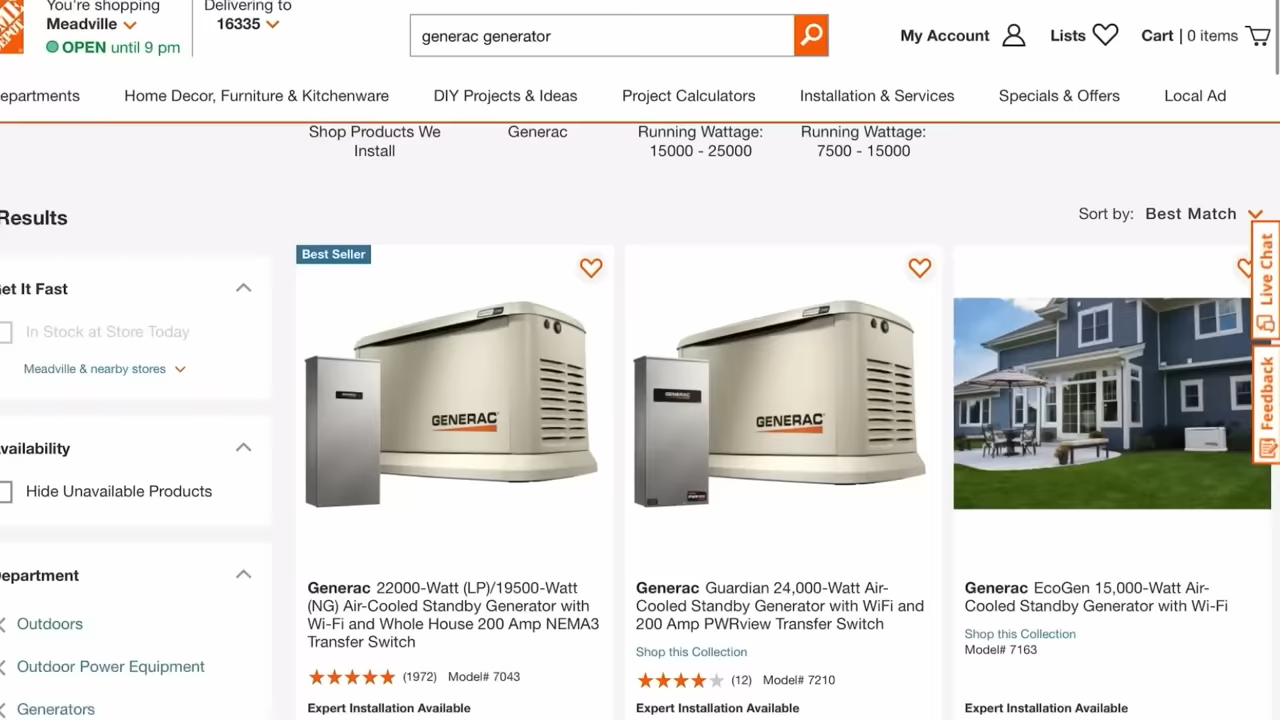 You're shopping
Meadville
OPEN until 9 pm
Delivering to
16335
generac generator
My Account
Lists
Cart | 0 items
epartments
Home Decor, Furniture & Kitchenware
DIY Projects & Ideas
Project Calculators
Installation & Services
Specials & Offers
Local Ad
Shop Products We
Install
Generac
Running Wattage:
15000 - 25000
Running Wattage:
7500 - 15000
Results
Sort by: Best Match
Live Chat
Feedback
et It Fast
In Stock at Store Today
Meadville & nearby stores
vailability
Hide Unavailable Products
epartment
Outdoors
Outdoor Power Equipment
Generators
Best Seller
GENERAC
Generac 22000-Watt (LP)/19500-Watt
(NG) Air-Cooled Standby Generator with
Wi-Fi and Whole House 200 Amp NEMA3
Transfer Switch
(1972) Model# 7043
Expert Installation Available
GENERAC
Generac Guardian 24,000-Watt Air-
Cooled Standby Generator with WiFi and
200 Amp PWRview Transfer Switch
Shop this Collection
(12) Model# 7210
Expert Installation Available
Generac EcoGen 15,000-Watt Air-
Cooled Standby Generator with Wi-Fi
Shop this Collection
Model# 7163
Expert Installation Available